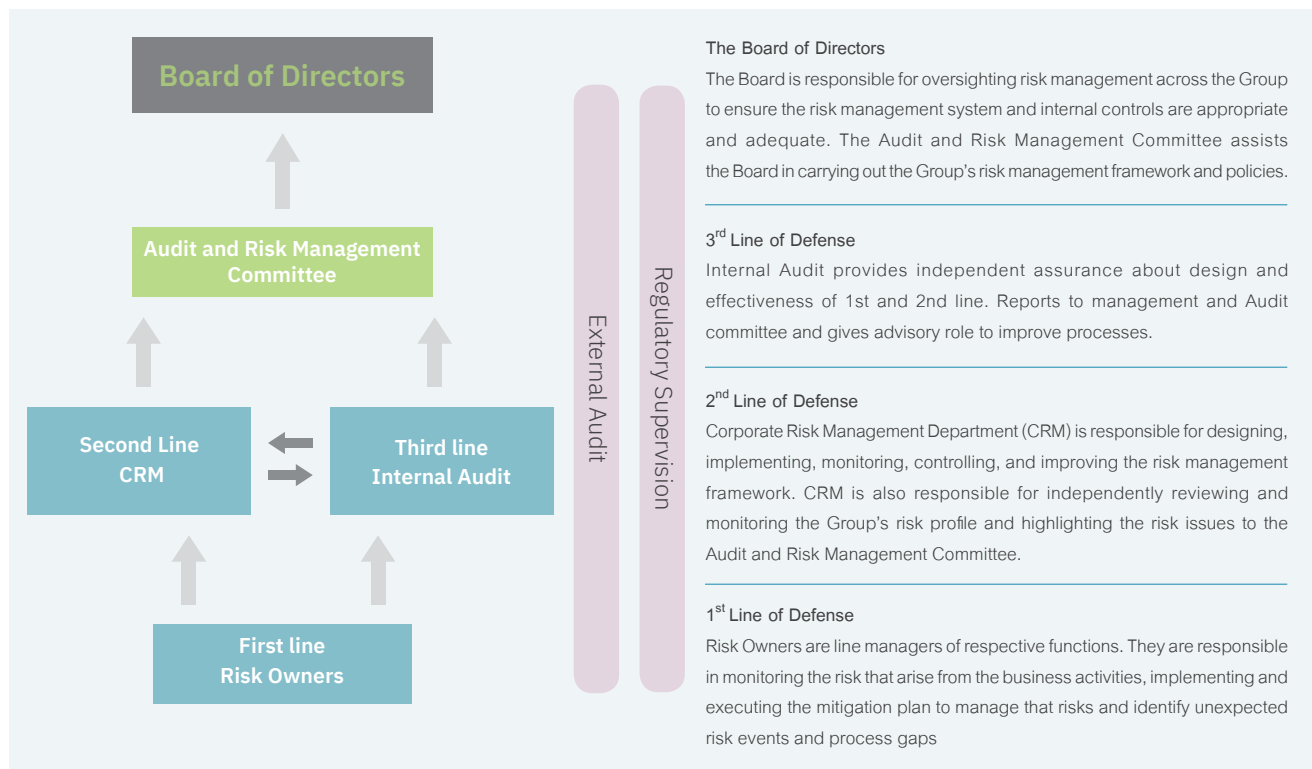 Board of Directors
Audit and Risk Management
Committee
Second Line
CRM
Third line
Internal Audit
First line
Risk Owners
External Audit
Regulatory Supervision
The Board of Directors
The Board is responsible for oversighting risk management across the Group
to ensure the risk management system and internal controls are appropriate
and adequate. The Audit and Risk Management Committee assists
the Board in carrying out the Group's risk management framework and policies.
3rd Line of Defense
Internal Audit provides independent assurance about design and
effectiveness of 1st and 2nd line. Reports to management and Audit
committee and gives advisory role to improve processes.
2nd Line of Defense
Corporate Risk Management Department (CRM) is responsible for designing,
implementing, monitoring, controlling, and improving the risk management
framework. CRM is also responsible for independently reviewing and
monitoring the Group's risk profile and highlighting the risk issues to the
Audit and Risk Management Committee.
1st Line of Defense
Risk Owners are line managers of respective functions. They are responsible
in monitoring the risk that arise from the business activities, implementing and
executing the mitigation plan to manage that risks and identify unexpected
risk events and process gaps